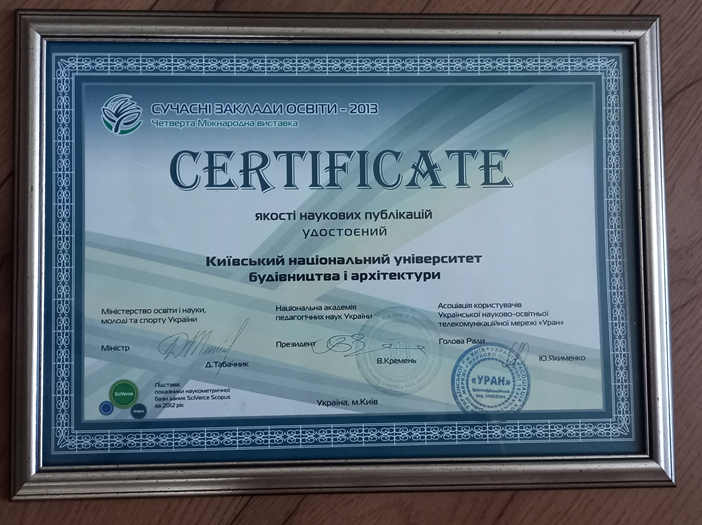 СУЧАСНІ ЗАКЛАДИ ОСВІТИ - 2013
Четверта Міжнародна виставка
CERTIFICATE
якості наукових публікацій
удостоєний
Київський національний університет
будівництва і архітектури
Міністерство освіти і науки,
молоді та спорту України
Міністр
Д.Табачник
Національна академія
педагогічних наук України
Президент
В.Кремень
Асоціація користувачів
Української науково-освітньої
телекомунікаційної мережі «Уран»
Голова Ради
Ю.Якименко
«УРАН»
SciVerse
Підстава:
показники наукометричної
бази даних SciVerce Scopus
за 2012 рік
Україна, м.Київ